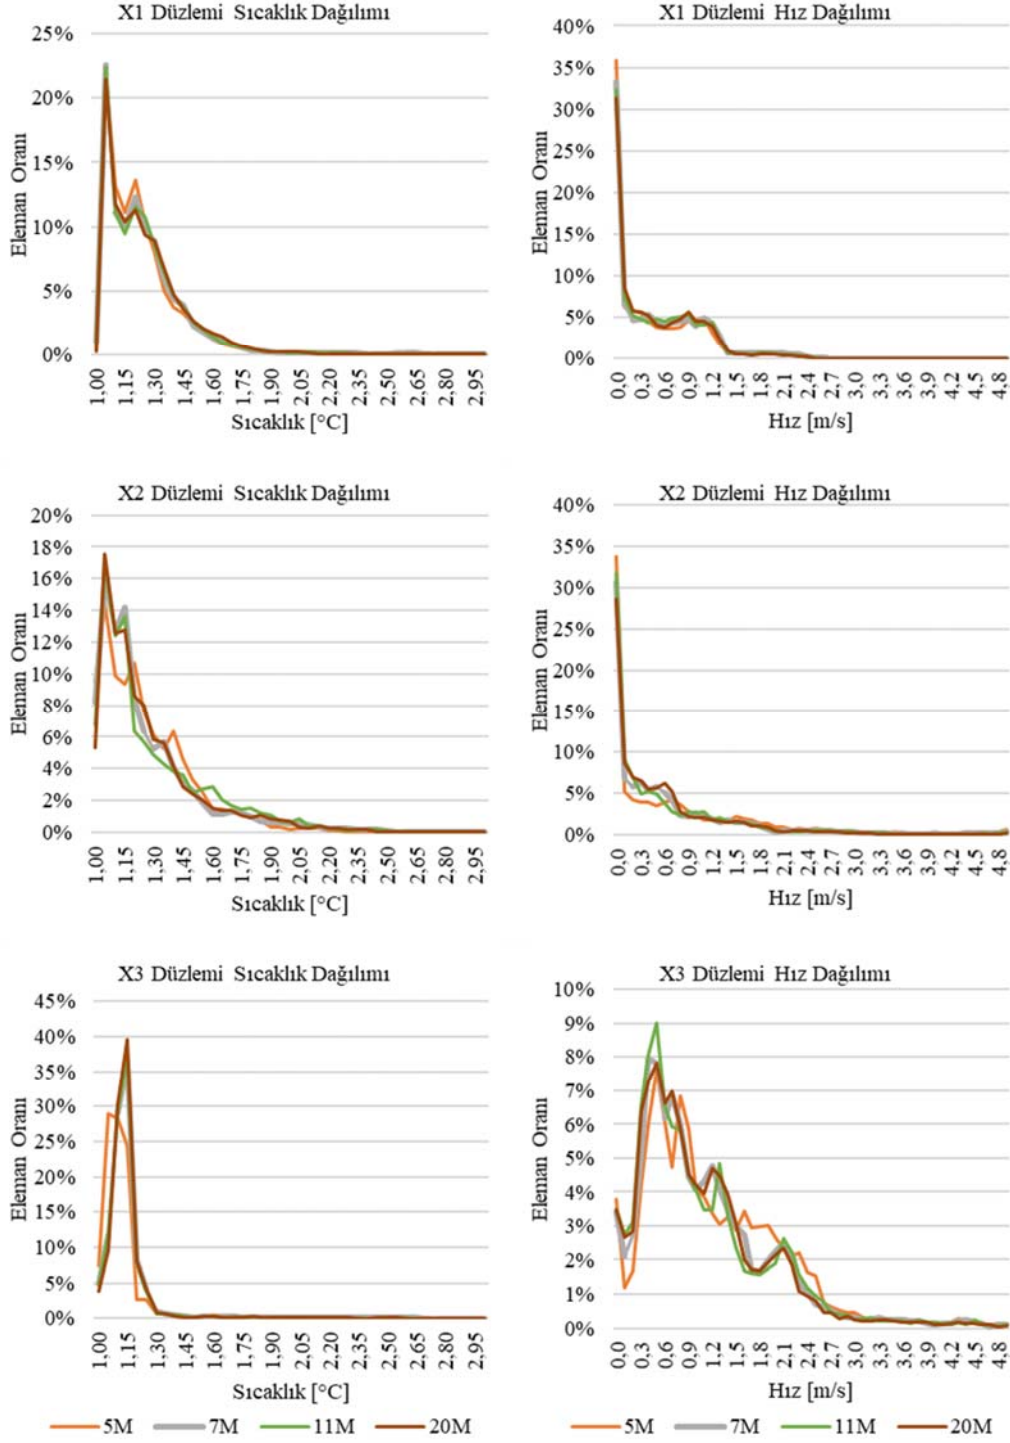 X1 Düzlemi Sıcaklık Dağılımı
25%
20%
15%
10%
5%
0%
Eleman Oranı
1,00 1,15 1,30 1,45 1,60 1,75 1,90 2,05 2,20 2,35 2,50 2,65 2,80 2,95
Sıcaklık [°C]
X1 Düzlemi Hız Dağılımı
40%
35%
30%
25%
20%
15%
10%
5%
0%
Eleman Oranı
0,0 0,3 0,6 0,9 1,2 1,5 1,8 2,1 2,4 2,7 3,0 3,3 3,6 3,9 4,2 4,5 4,8
Hız [m/s]
X2 Düzlemi Sıcaklık Dağılımı
20%
18%
16%
14%
12%
10%
8%
6%
4%
2%
0%
Eleman Oranı
1,00 1,15 1,30 1,45 1,60 1,75 1,90 2,05 2,20 2,35 2,50 2,65 2,80 2,95
Sıcaklık [°C]
X2 Düzlemi Hız Dağılımı
40%
35%
30%
25%
20%
15%
10%
5%
0%
Eleman Oranı
0,0 0,3 0,6 0,9 1,2 1,5 1,8 2,1 2,4 2,7 3,0 3,3 3,6 3,9 4,2 4,5 4,8
Hız [m/s]
X3 Düzlemi Sıcaklık Dağılımı
45%
40%
35%
30%
25%
20%
15%
10%
5%
0%
Eleman Oranı
1,00 1,15 1,30 1,45 1,60 1,75 1,90 2,05 2,20 2,35 2,50 2,65 2,80 2,95
Sıcaklık [°C]
5M 7M 11M 20M
X3 Düzlemi Hız Dağılımı
10%
9%
8%
7%
6%
5%
4%
3%
2%
1%
0%
Eleman Oranı
0,0 0,3 0,6 0,9 1,2 1,5 1,8 2,1 2,4 2,7 3,0 3,3 3,6 3,9 4,2 4,5 4,8
Hız [m/s]
5M 7M 11M 20M